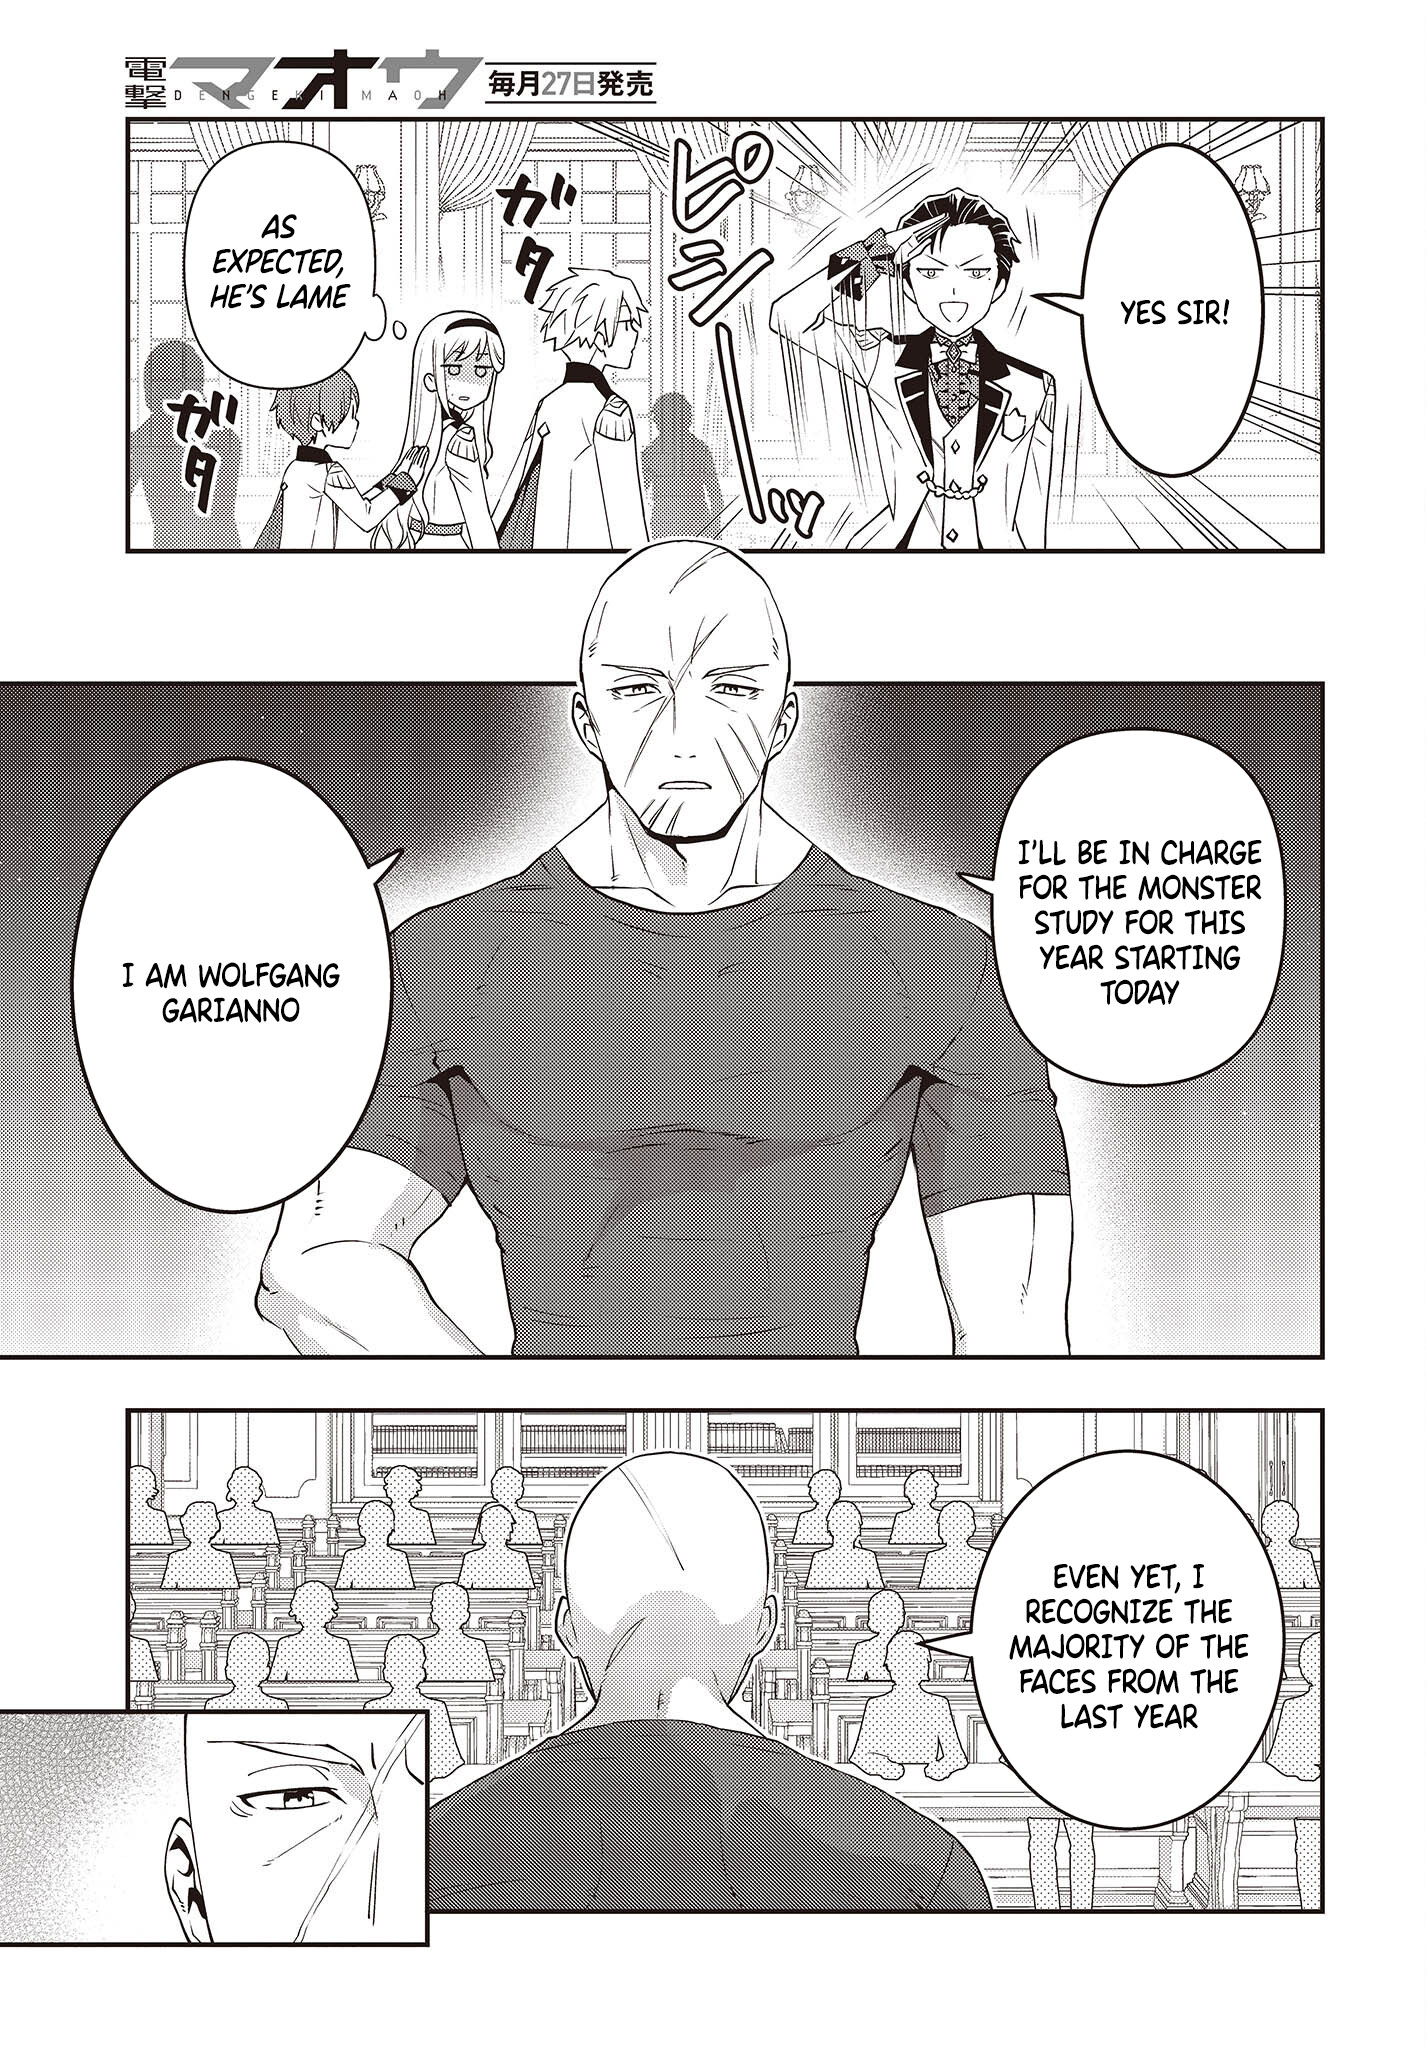 電撃マオウ
DENGEKI MAOH
毎月27日発売
YES SIR!
ピシーッ
ガタ
AS
EXPECTED,
HE'S LAME
ガタ
I'LL BE IN CHARGE
FOR THE MONSTER
STUDY FOR THIS
YEAR STARTING
TODAY
I AM WOLFGANG
GARIANNO
EVEN YET, I
RECOGNIZE THE
MAJORITY OF THE
FACES FROM THE
LAST YEAR